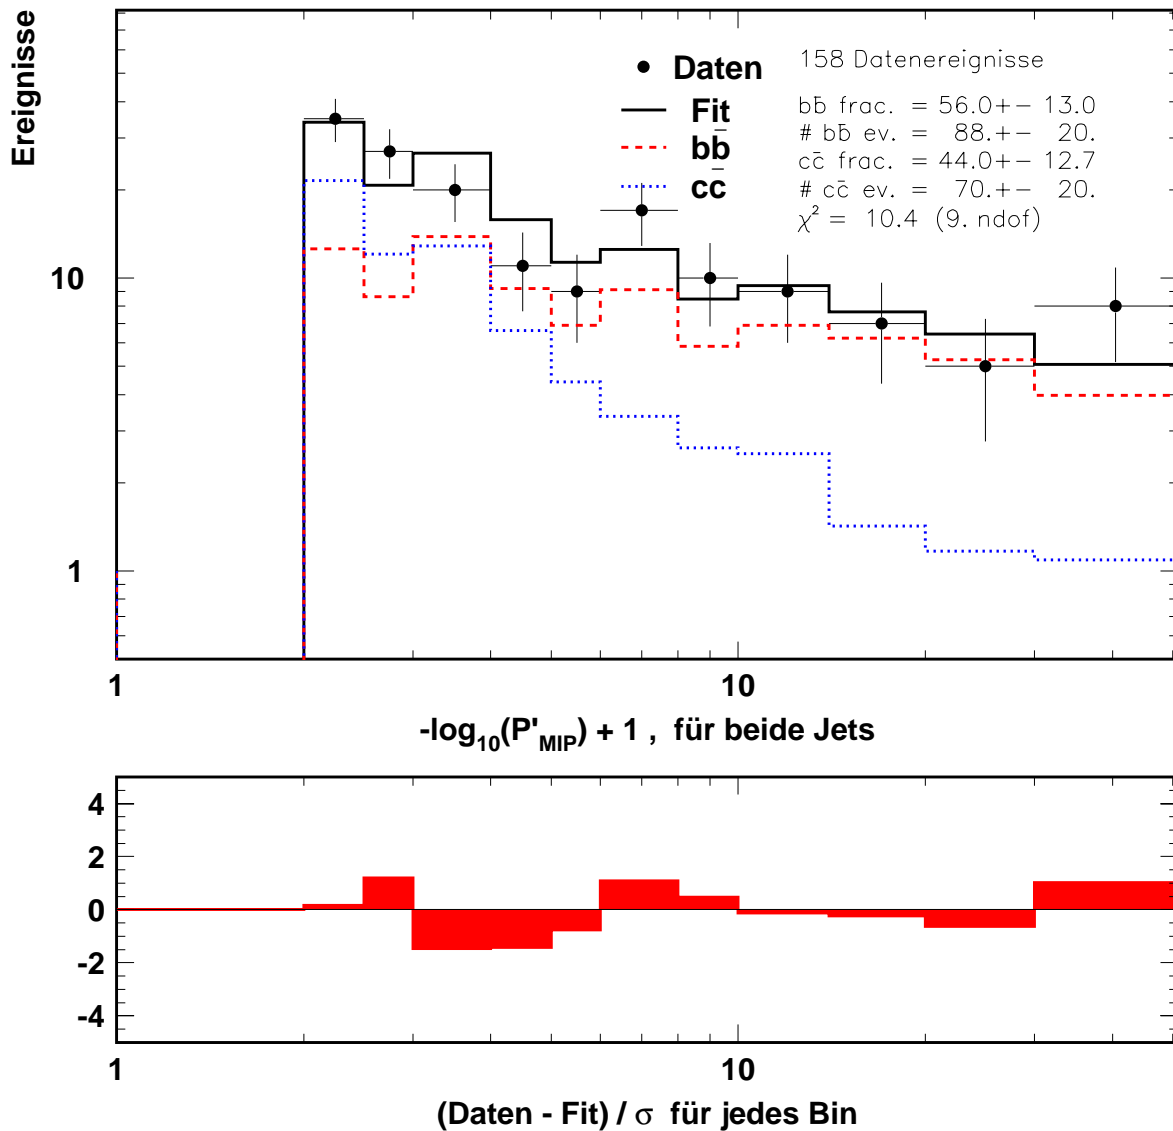 Ereignisse
10
1
Daten
Fit
bb̄
cc̄
158 Datenereignisse
bb̄ frac. = 56.0+− 13.0
# bb̄ ev. = 88.+− 20.
cc̄ frac. = 44.0+− 12.7
# cc̄ ev. = 70.+− 20.
χ² = 10.4 (9. ndof)
1 10
-log₁₀(P'MIP) + 1 , für beide Jets
4
2
0
-2
-4
1 10
(Daten - Fit) / σ für jedes Bin